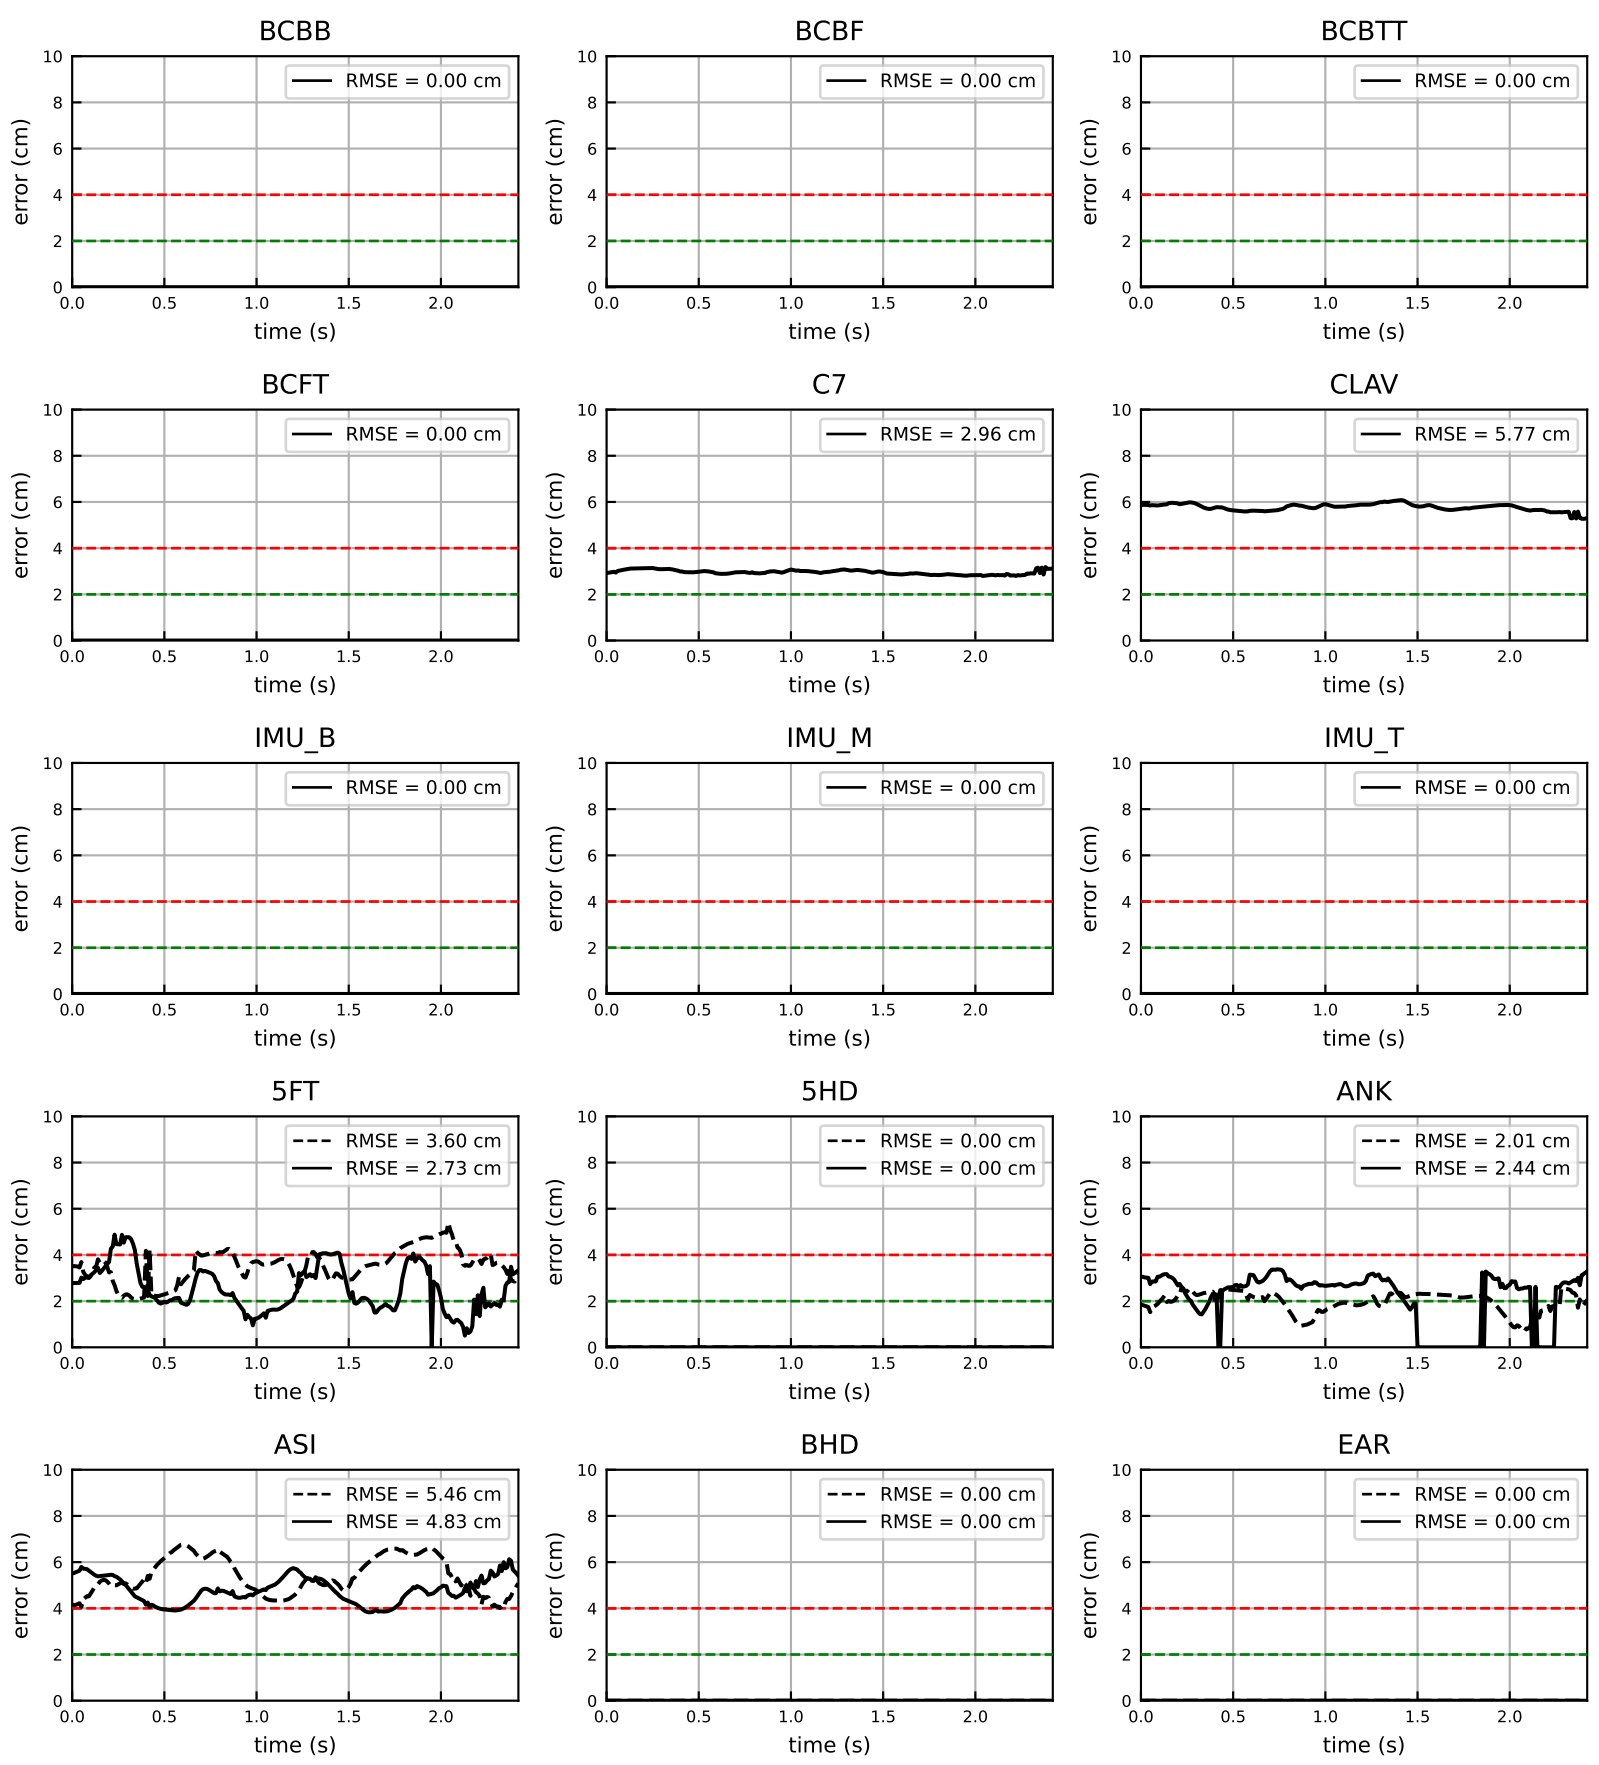 BCBB
BCBF
BCBTT
RMSE = 0.00 cm
RMSE = 0.00 cm
RMSE = 0.00 cm
error (cm)
error (cm)
error (cm)
10
8
6
4
2
0
10
8
6
4
2
0
10
8
6
4
2
0
0.0 0.5 1.0 1.5 2.0
0.0 0.5 1.0 1.5 2.0
0.0 0.5 1.0 1.5 2.0
time (s)
time (s)
time (s)
BCFT
C7
CLAV
RMSE = 0.00 cm
RMSE = 2.96 cm
RMSE = 5.77 cm
error (cm)
error (cm)
error (cm)
10
8
6
4
2
0
10
8
6
4
2
0
10
8
6
4
2
0
0.0 0.5 1.0 1.5 2.0
0.0 0.5 1.0 1.5 2.0
0.0 0.5 1.0 1.5 2.0
time (s)
time (s)
time (s)
IMU_B
IMU_M
IMU_T
RMSE = 0.00 cm
RMSE = 0.00 cm
RMSE = 0.00 cm
error (cm)
error (cm)
error (cm)
10
8
6
4
2
0
10
8
6
4
2
0
10
8
6
4
2
0
0.0 0.5 1.0 1.5 2.0
0.0 0.5 1.0 1.5 2.0
0.0 0.5 1.0 1.5 2.0
time (s)
time (s)
time (s)
5FT
5HD
ANK
RMSE = 3.60 cm
RMSE = 2.73 cm
RMSE = 0.00 cm
RMSE = 0.00 cm
RMSE = 2.01 cm
RMSE = 2.44 cm
error (cm)
error (cm)
error (cm)
10
8
6
4
2
0
10
8
6
4
2
0
10
8
6
4
2
0
0.0 0.5 1.0 1.5 2.0
0.0 0.5 1.0 1.5 2.0
0.0 0.5 1.0 1.5 2.0
time (s)
time (s)
time (s)
ASI
BHD
EAR
RMSE = 5.46 cm
RMSE = 4.83 cm
RMSE = 0.00 cm
RMSE = 0.00 cm
RMSE = 0.00 cm
RMSE = 0.00 cm
error (cm)
error (cm)
error (cm)
10
8
6
4
2
0
10
8
6
4
2
0
10
8
6
4
2
0
0.0 0.5 1.0 1.5 2.0
0.0 0.5 1.0 1.5 2.0
0.0 0.5 1.0 1.5 2.0
time (s)
time (s)
time (s)